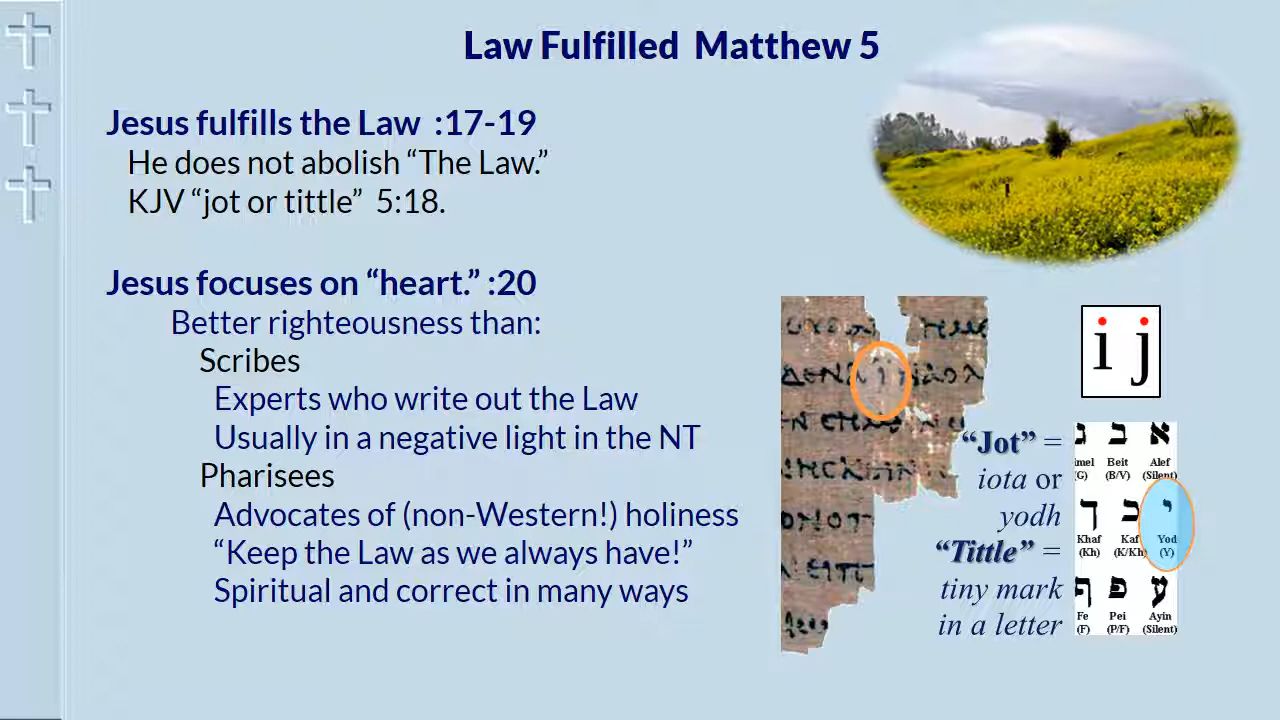 Law Fulfilled Matthew 5
Jesus fulfills the Law :17-19
He does not abolish “The Law.”
KJV “jot or tittle” 5:18.
Jesus focuses on “heart.” :20
Better righteousness than:
Scribes
Experts who write out the Law
Usually in a negative light in the NT
Pharisees
Advocates of (non-Western!) holiness
“Keep the Law as we always have!”
Spiritual and correct in many ways
i j
“Jot” =
iota or
yodh
“Tittle” =
tiny mark
in a letter
ב א
imel Beit Alef
(G) (B/V) (Silent)
ך כ י
Khaf Kaf Yod
(Kh) (K/Kh) (Y)
ף פ ע
Fe Pei Ayin
(F) (P/F) (Silent)